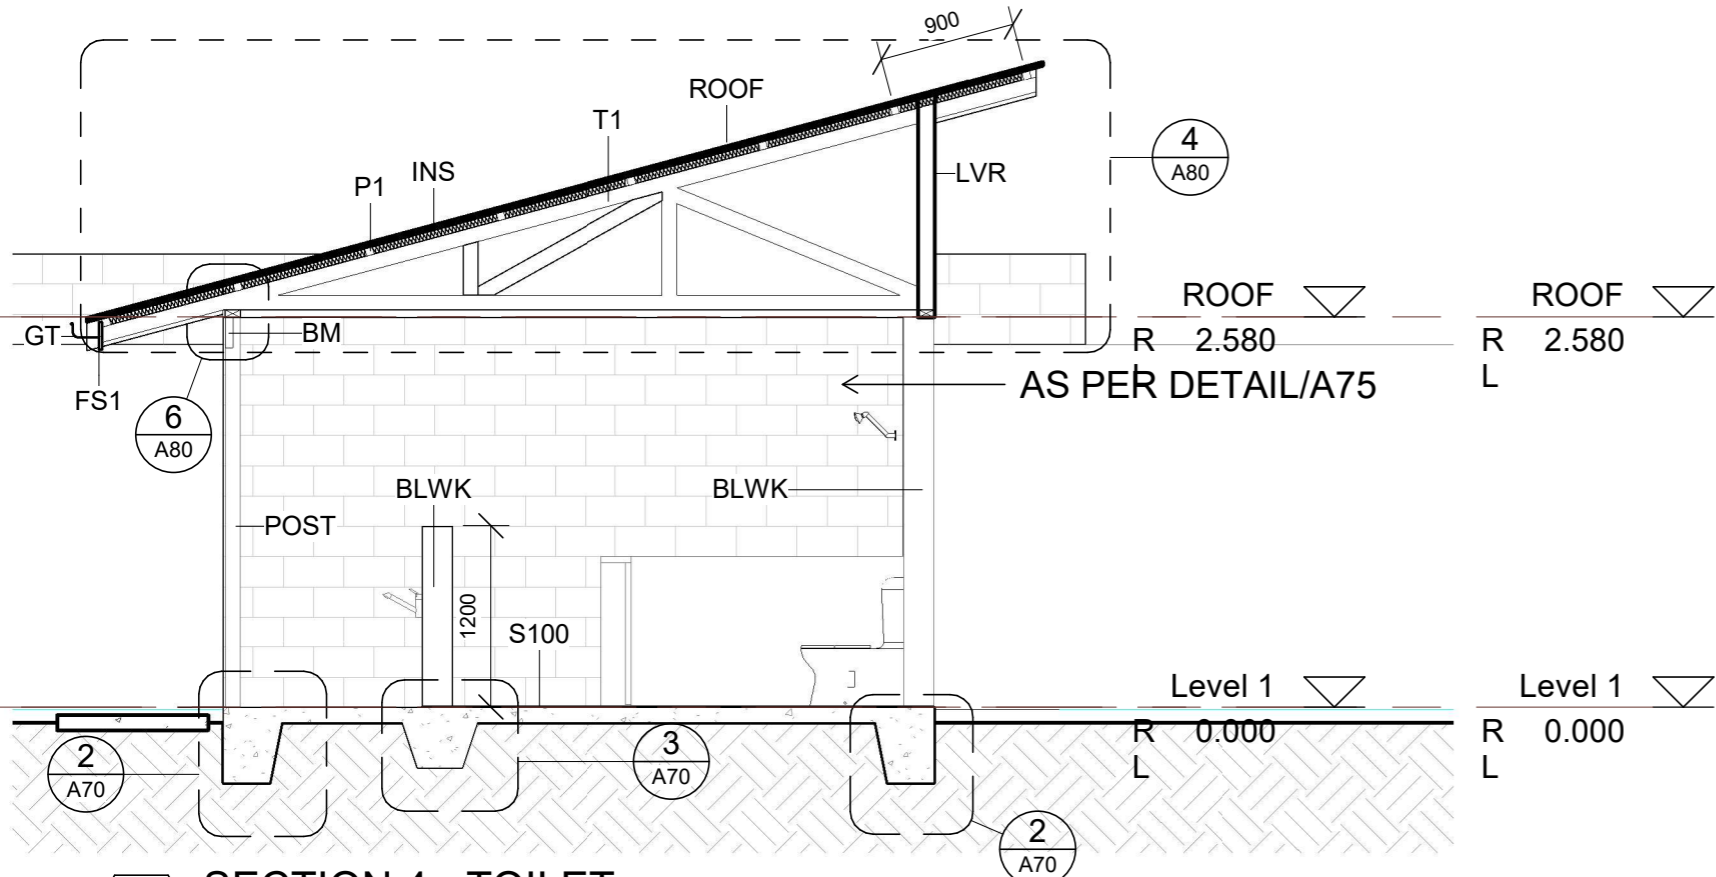 900
ROOF
T1
4
A80
INS
LVR
P1
ROOF
ROOF
GT
BM
R 2.580
L
R 2.580
L
AS PER DETAIL/A75
FS1
6
A80
BLWK
BLWK
POST
1200
S100
Level 1
Level 1
R 0.000
L
R 0.000
L
2
A70
3
A70
2
A70
SECTION 4 - TOILET